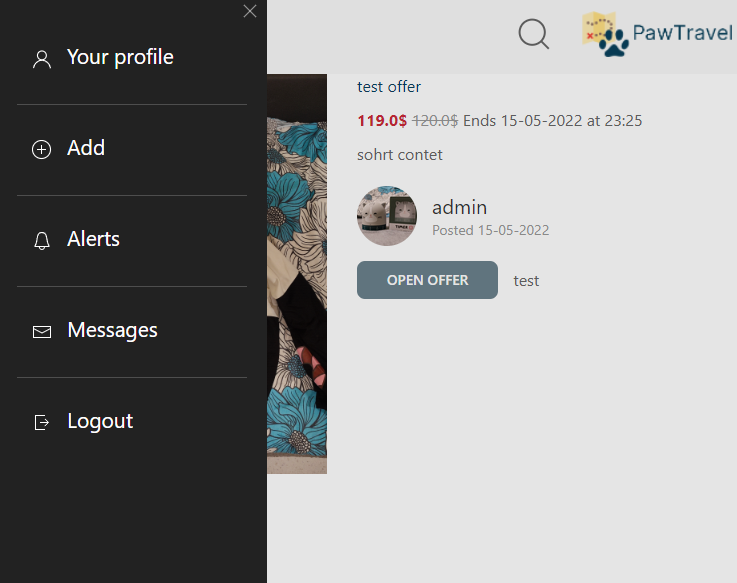 Your profile
Add
Alerts
Messages
Logout
PawTravel
test offer
119.0$ 120.0$ Ends 15-05-2022 at 23:25
sohrt contet
admin
Posted 15-05-2022
OPEN OFFER test